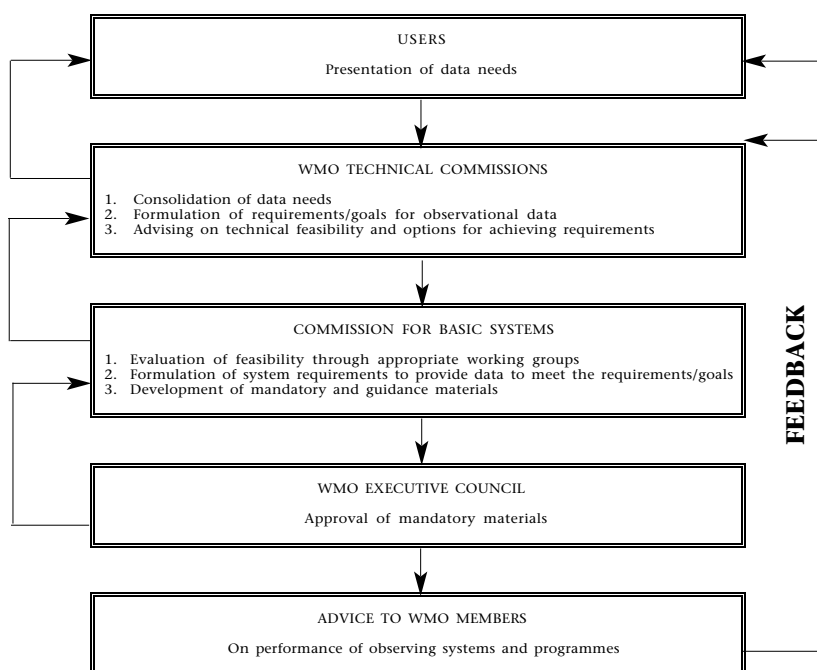 USERS
Presentation of data needs
WMO TECHNICAL COMMISSIONS
1. Consolidation of data needs
2. Formulation of requirements/goals for observational data
3. Advising on technical feasibility and options for achieving requirements
COMMISSION FOR BASIC SYSTEMS
1. Evaluation of feasibility through appropriate working groups
2. Formulation of system requirements to provide data to meet the requirements/goals
3. Development of mandatory and guidance materials
WMO EXECUTIVE COUNCIL
Approval of mandatory materials
ADVICE TO WMO MEMBERS
On performance of observing systems and programmes
FEEDBACK